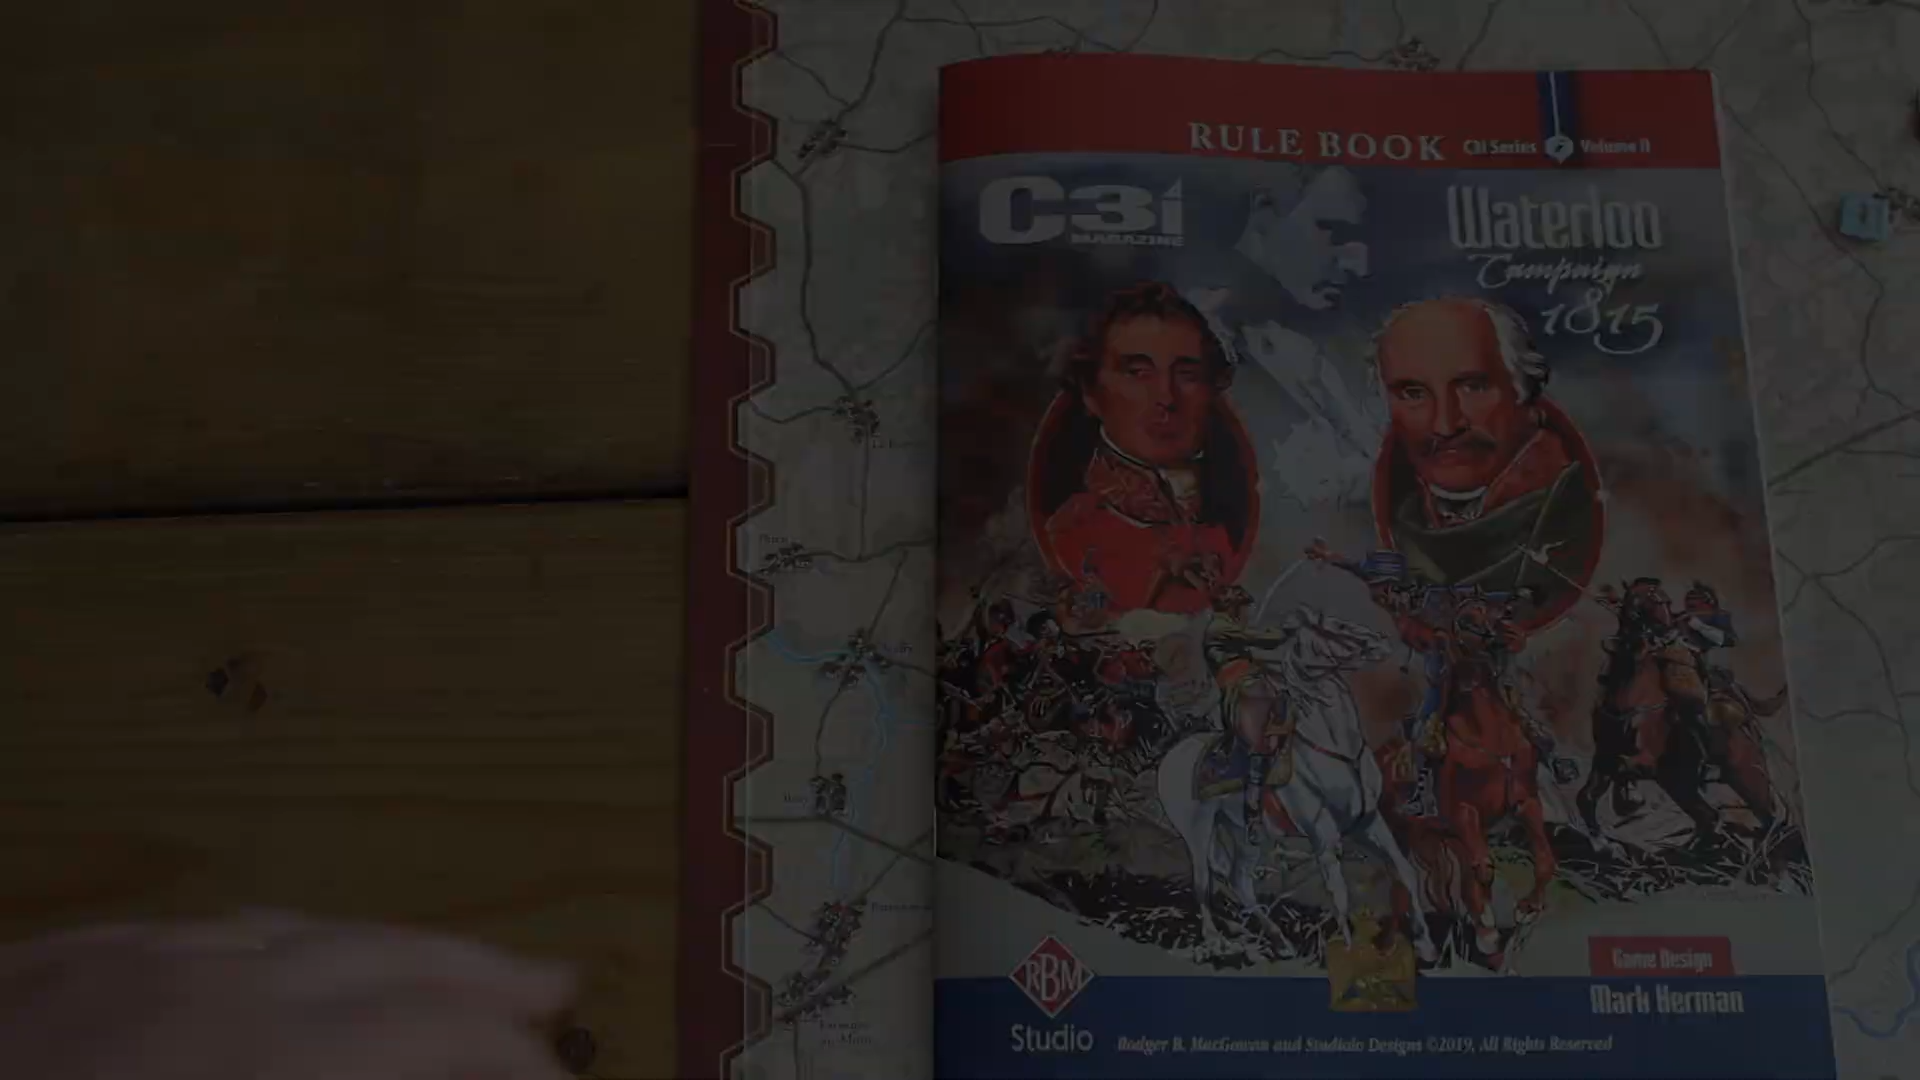 RULE BOOK C3i Series Volume II
C3i
MAGAZINE
Waterloo
Campaign
1815
RBM
Studio
Game Design
Mark Herman
Rodger B. MacGowan and Studiolo Designs ©2019, All Rights Reserved